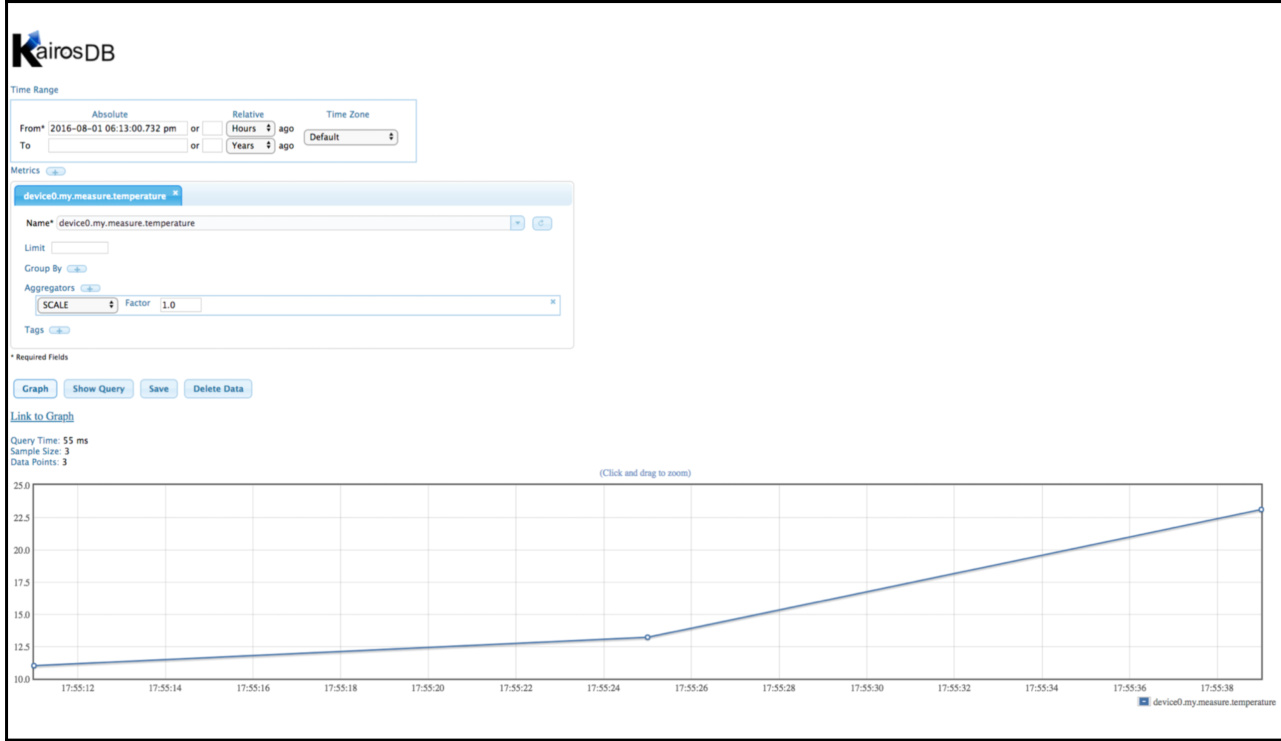 KairosDB
Time Range
Absolute Relative Time Zone
From* 2016-08-01 06:13:00.732 pm or Hours ago Default
To or Years ago
Metrics +
device0.my.measure.temperature ×
Name* device0.my.measure.temperature
Limit
Group By +
Aggregators +
SCALE Factor 1.0 ×
Tags +
* Required Fields
Graph Show Query Save Delete Data
Link to Graph
Query Time: 55 ms
Sample Size: 3
Data Points: 3
(Click and drag to zoom)
25.0
22.5
20.0
17.5
15.0
12.5
10.0
17:55:12 17:55:14 17:55:16 17:55:18 17:55:20 17:55:22 17:55:24 17:55:26 17:55:28 17:55:30 17:55:32 17:55:34 17:55:36 17:55:38
device0.my.measure.temperature